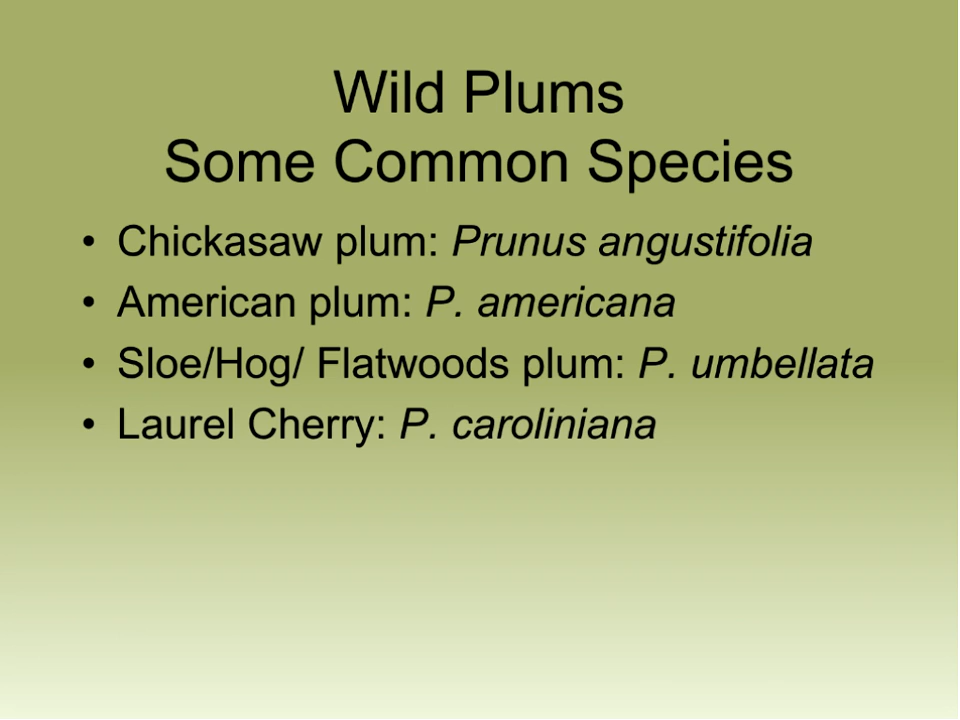 Wild Plums
Some Common Species
• Chickasaw plum: Prunus angustifolia
• American plum: P. americana
• Sloe/Hog/ Flatwoods plum: P. umbellata
• Laurel Cherry: P. caroliniana